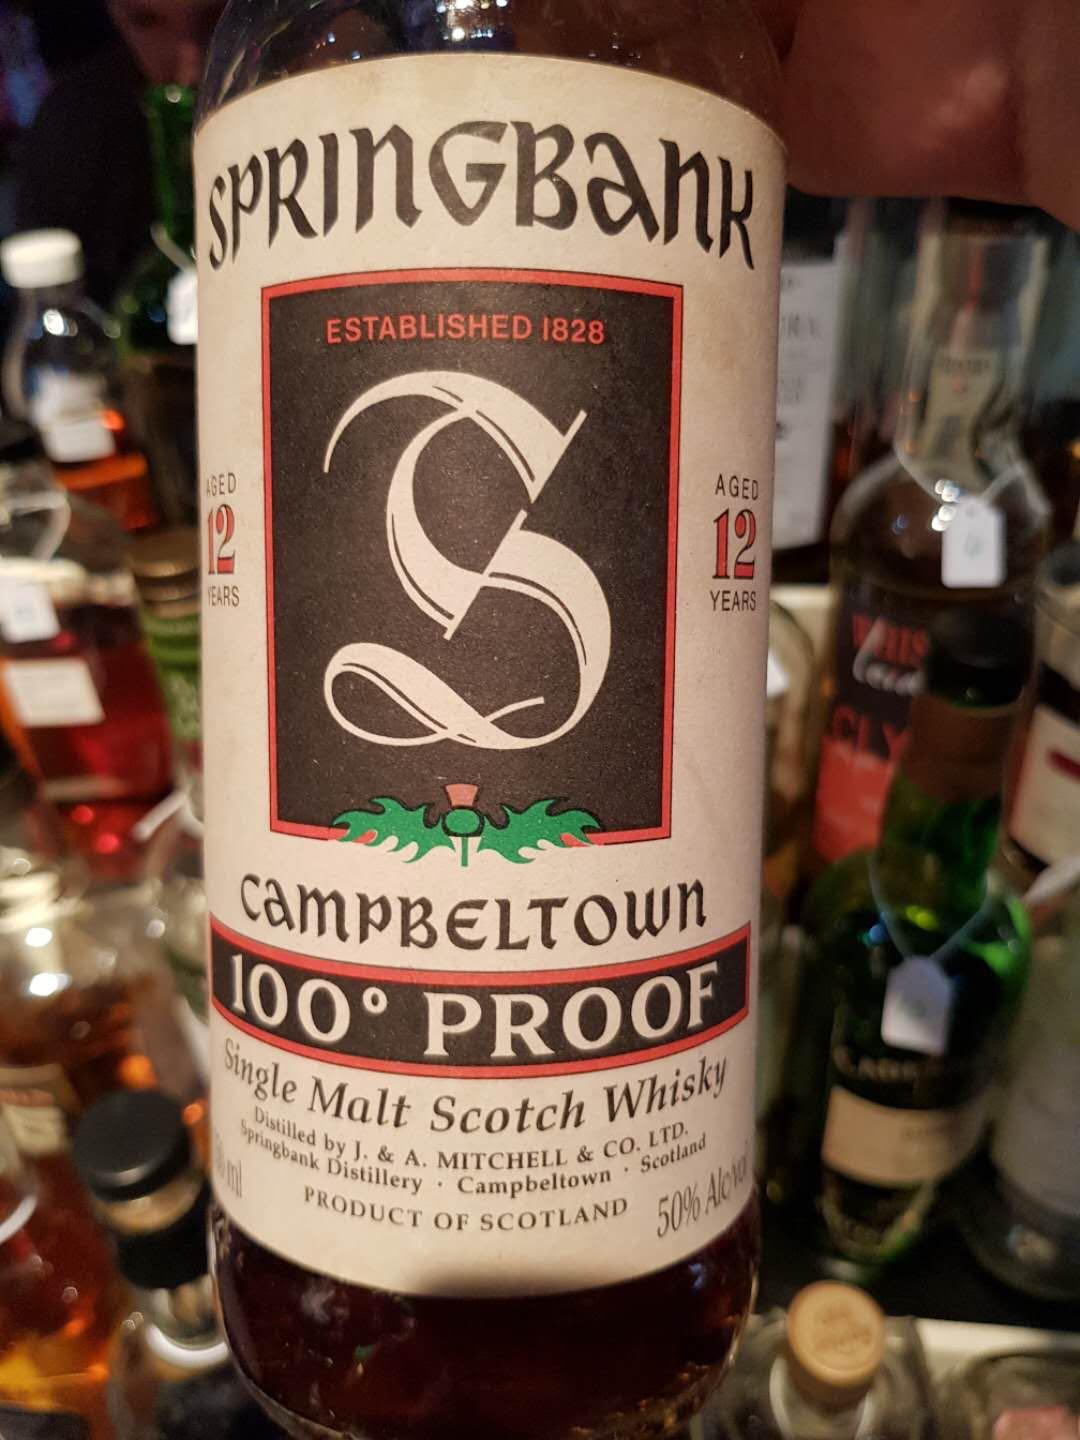 SPRINGBANK
ESTABLISHED 1828
S
AGED
12
YEARS
AGED
12
YEARS
CAMPBELTOWN
100° PROOF
Single Malt Scotch Whisky
Distilled by J. & A. MITCHELL & CO. LTD.
Springbank Distillery · Campbeltown · Scotland
PRODUCT OF SCOTLAND
ml
50% Alc/vol